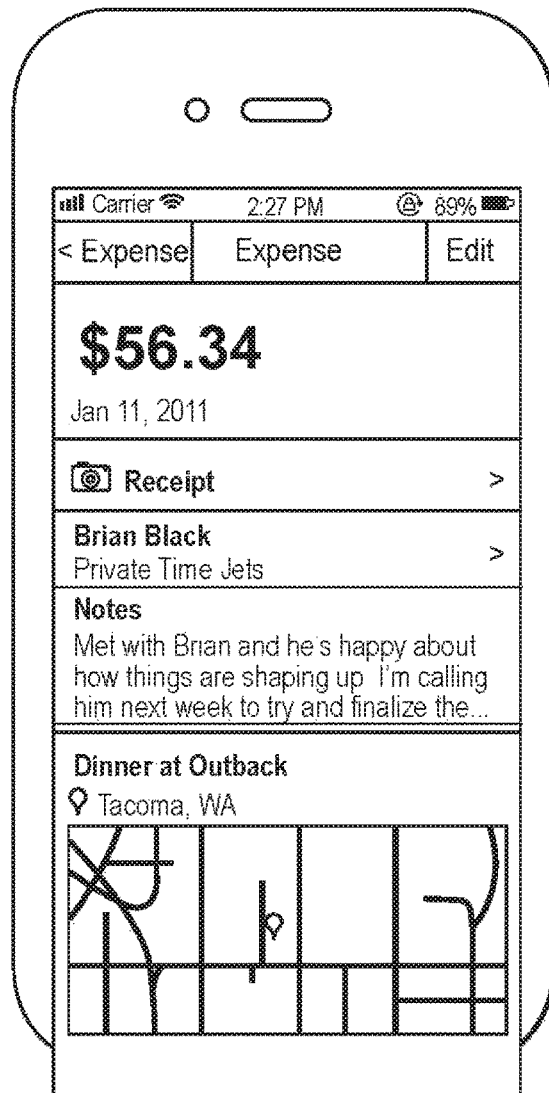 Carrier 2:27 PM 89%
< Expense Expense Edit
$56.34
Jan 11, 2011
Receipt >
Brian Black
Private Time Jets >
Notes
Met with Brian and he's happy about
how things are shaping up I'm calling
him next week to try and finalize the...
Dinner at Outback
Tacoma, WA